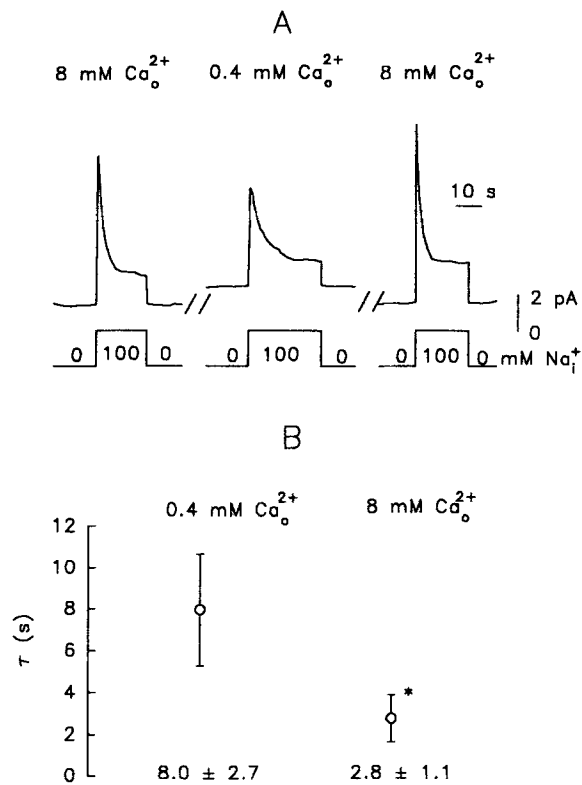 A
8 mM Ca²⁺ₒ 0.4 mM Ca²⁺ₒ 8 mM Ca²⁺ₒ
10 s
// //
2 pA
0
0 100 0 0 100 0 0 100 0 mM Na⁺ᵢ
B
0.4 mM Ca²⁺ₒ 8 mM Ca²⁺ₒ
12
10
8
6
4
2
0
τ (s)
*
8.0 ± 2.7 2.8 ± 1.1